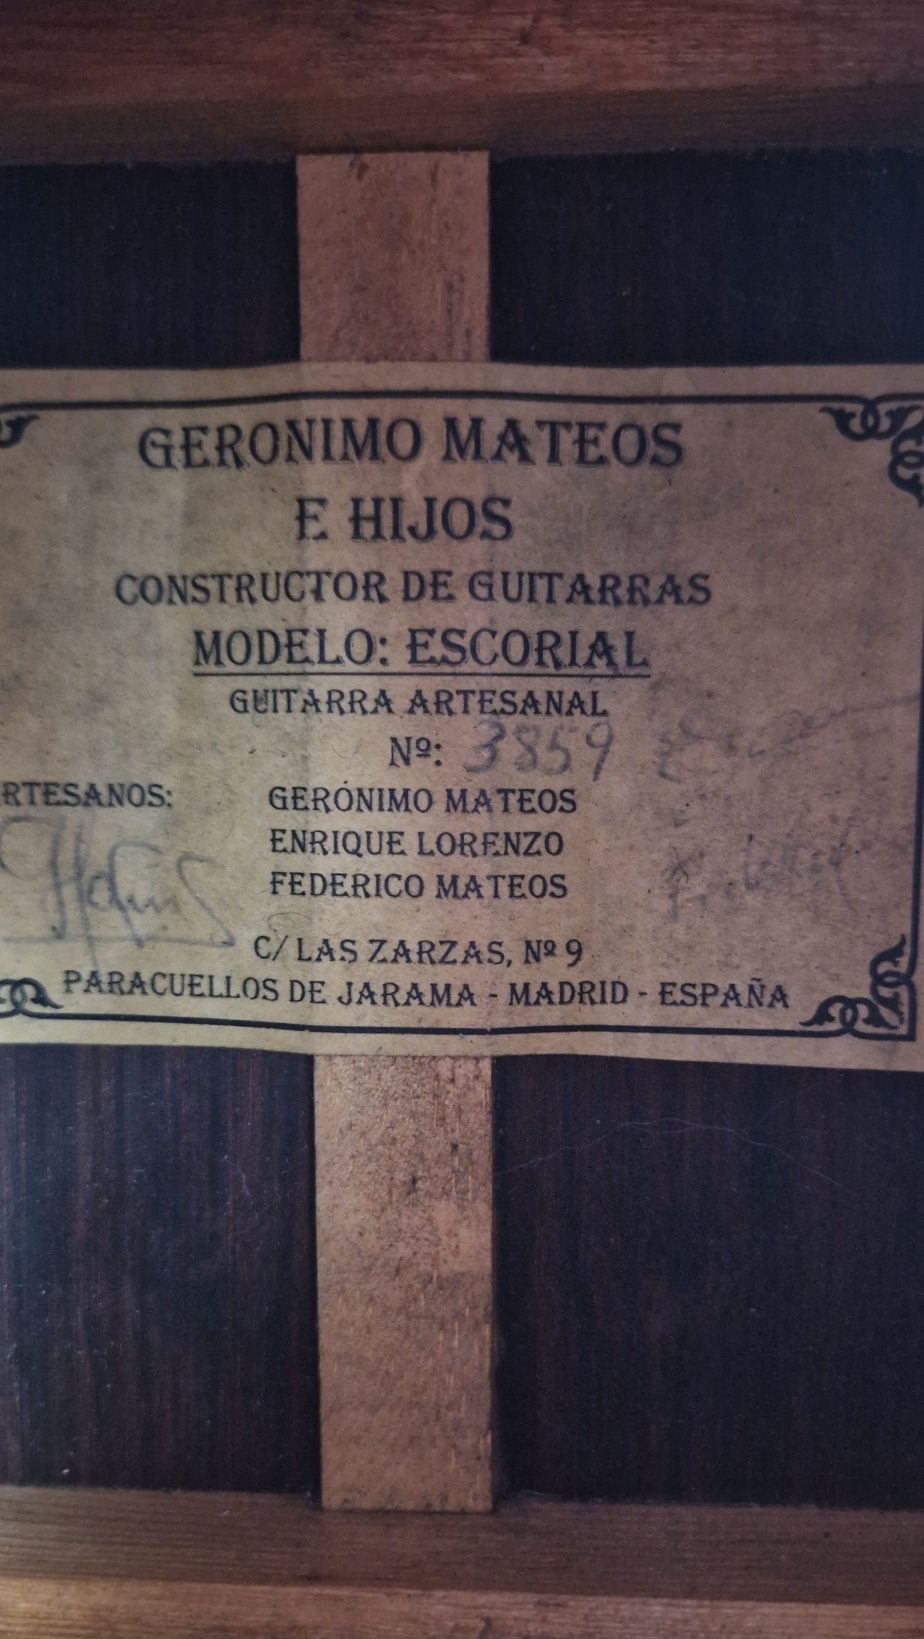 GERONIMO MATEOS
E HIJOS
CONSTRUCTOR DE GUITARRAS
MODELO: ESCORIAL
GUITARRA ARTESANAL
Nº: 3859
RTESANOS: GERÓNIMO MATEOS
ENRIQUE LORENZO
FEDERICO MATEOS
C/ LAS ZARZAS, Nº 9
PARACUELLOS DE JARAMA - MADRID - ESPAÑA